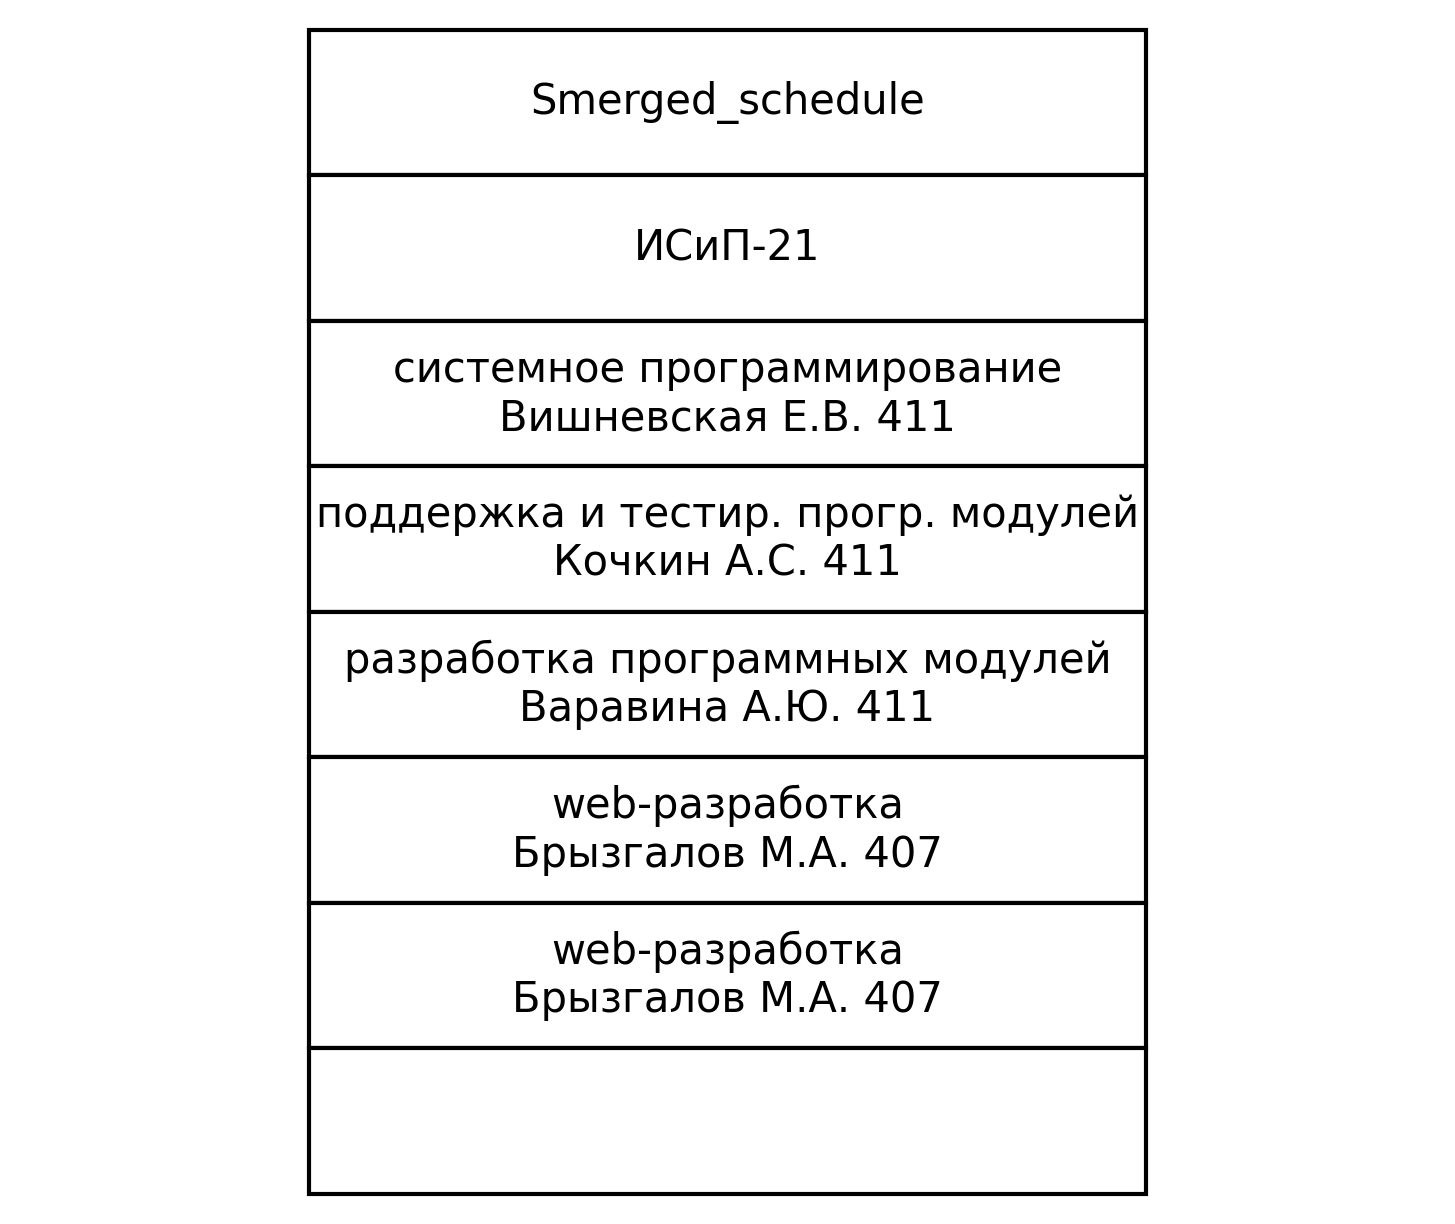 Smerged_schedule
ИСиП-21
системное программирование
Вишневская Е.В. 411
поддержка и тестир. прогр. модулей
Кочкин А.С. 411
разработка программных модулей
Варавина А.Ю. 411
web-разработка
Брызгалов М.А. 407
web-разработка
Брызгалов М.А. 407